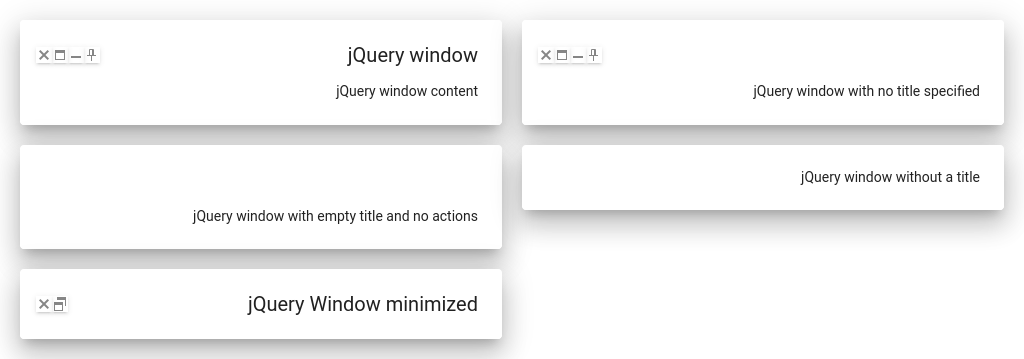 jQuery window
jQuery window content
jQuery window with no title specified
jQuery window with empty title and no actions
jQuery window without a title
jQuery Window minimized